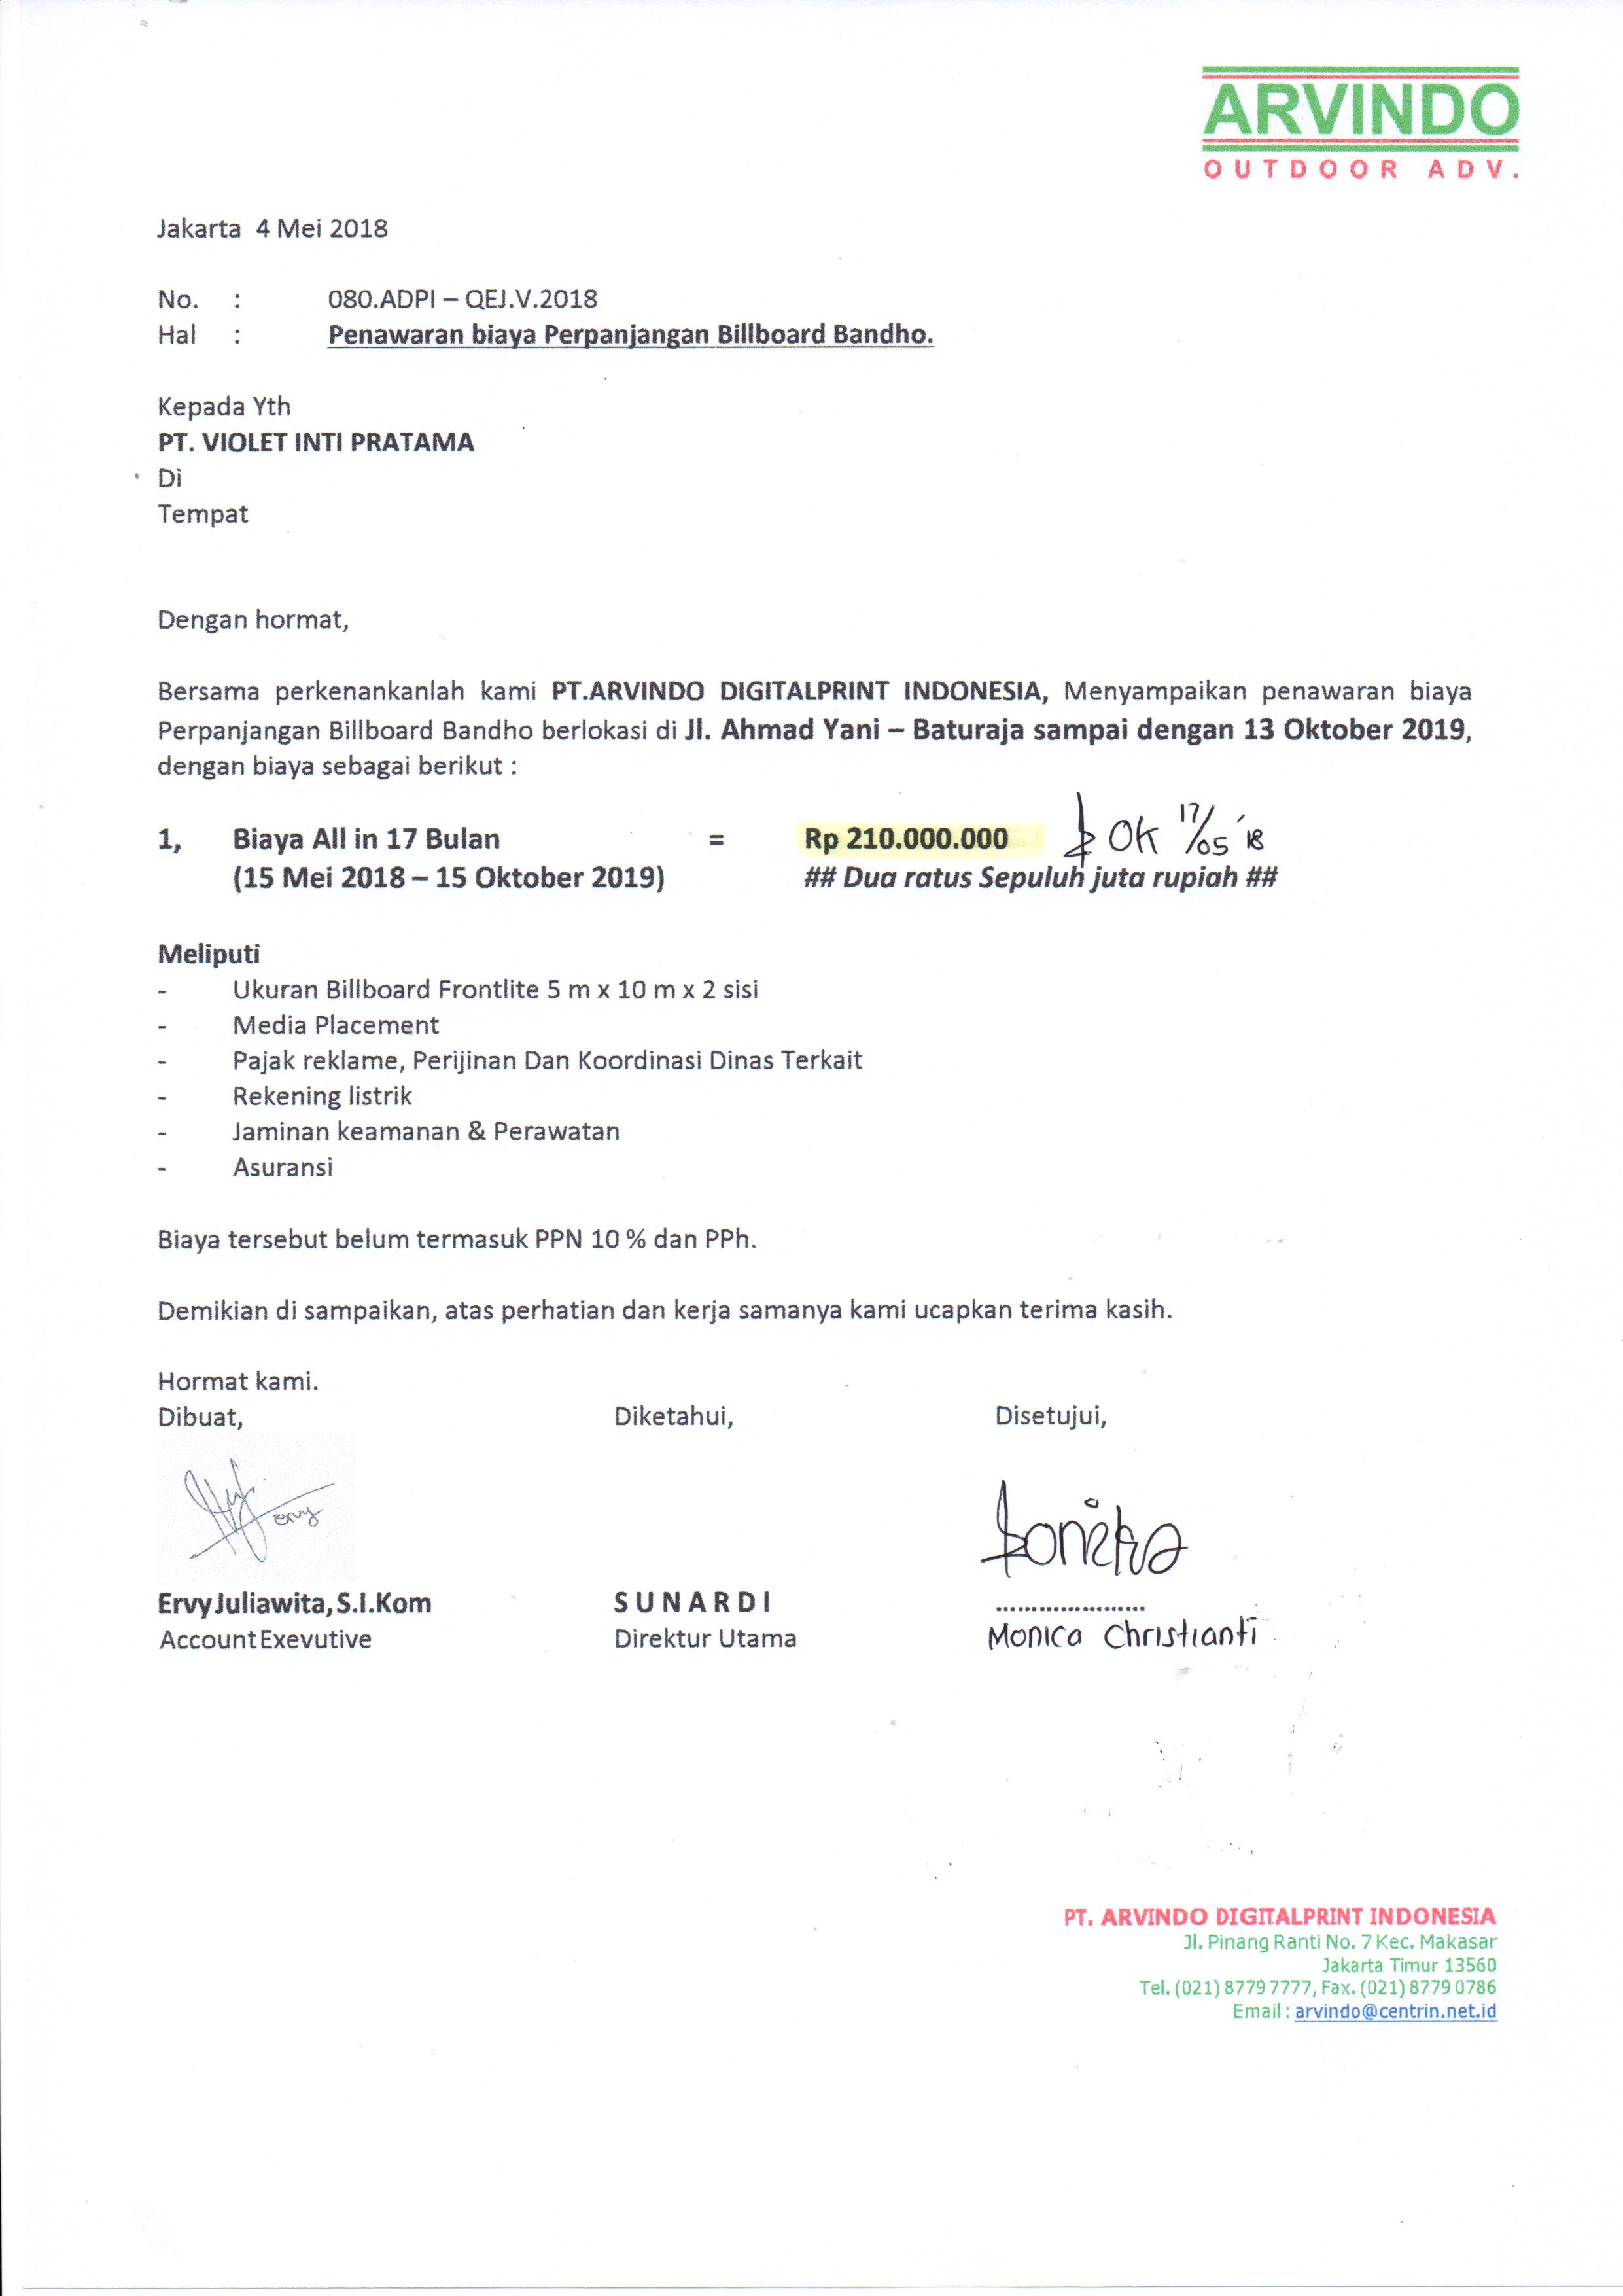 ARVINDO
OUTDOOR ADV.
Jakarta 4 Mei 2018
No. : 080.ADPI – QEJ.V.2018
Hal : Penawaran biaya Perpanjangan Billboard Bandho.
Kepada Yth
PT. VIOLET INTI PRATAMA
Di
Tempat
Dengan hormat,
Bersama perkenankanlah kami PT.ARVINDO DIGITALPRINT INDONESIA, Menyampaikan penawaran biaya
Perpanjangan Billboard Bandho berlokasi di Jl. Ahmad Yani – Baturaja sampai dengan 13 Oktober 2019,
dengan biaya sebagai berikut :
1, Biaya All in 17 Bulan = Rp 210.000.000 OK 17/05 '18
(15 Mei 2018 – 15 Oktober 2019) ## Dua ratus Sepuluh juta rupiah ##
Meliputi
- Ukuran Billboard Frontlite 5 m x 10 m x 2 sisi
- Media Placement
- Pajak reklame, Perijinan Dan Koordinasi Dinas Terkait
- Rekening listrik
- Jaminan keamanan & Perawatan
- Asuransi
Biaya tersebut belum termasuk PPN 10 % dan PPh.
Demikian di sampaikan, atas perhatian dan kerja samanya kami ucapkan terima kasih.
Hormat kami.
Dibuat, Diketahui, Disetujui,
Ervy Juliawita, S.I.Kom S U N A R D I .....................
Account Exevutive Direktur Utama Monica Christianti
PT. ARVINDO DIGITALPRINT INDONESIA
Jl. Pinang Ranti No. 7 Kec. Makasar
Jakarta Timur 13560
Tel. (021) 8779 7777, Fax. (021) 8779 0786
Email : arvindo@centrin.net.id